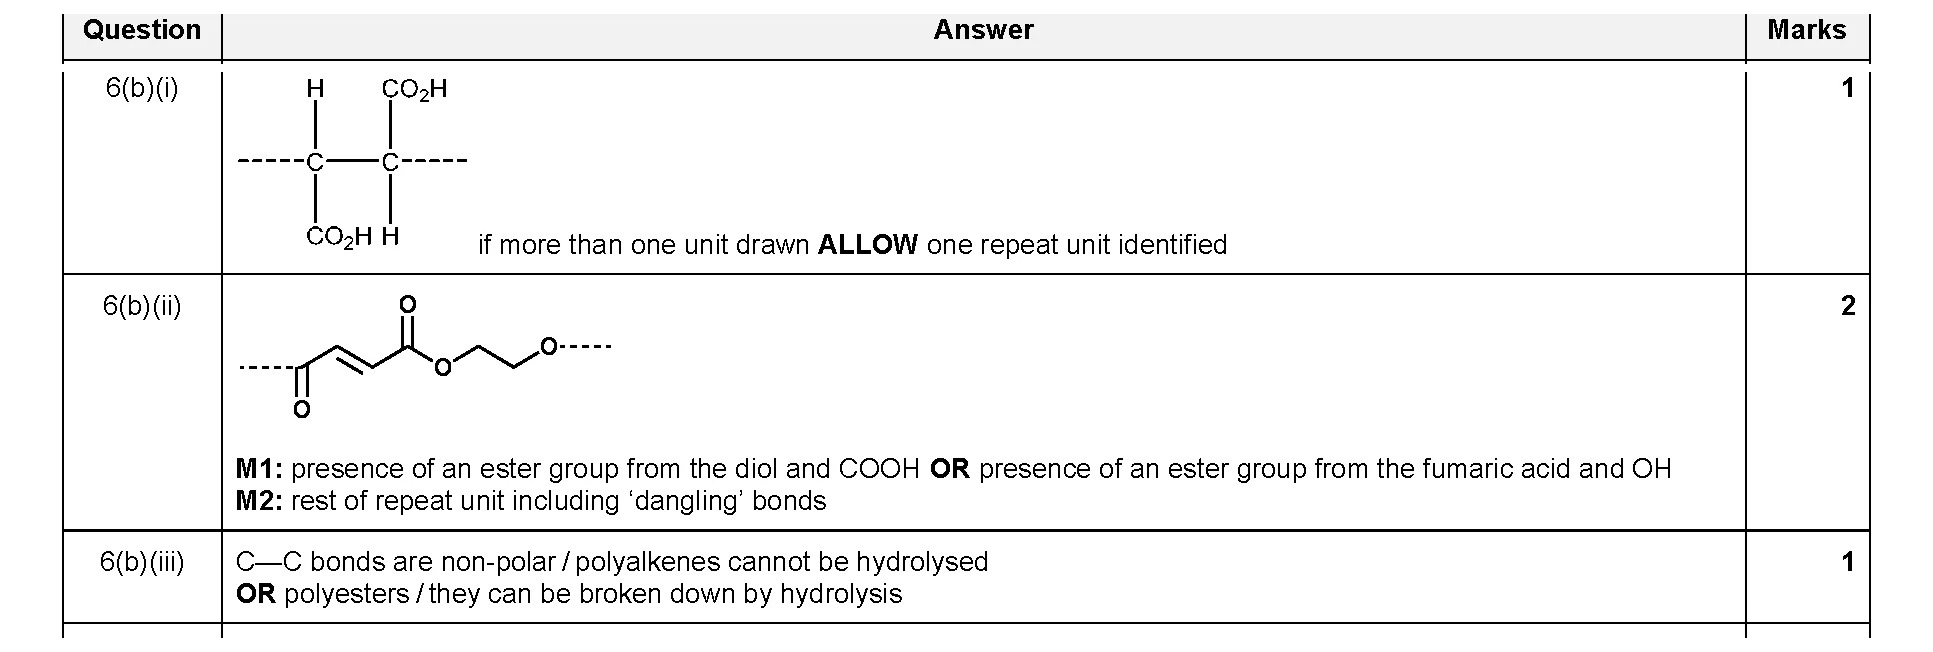 Question Answer Marks
6(b)(i) H CO₂H 1
C C
CO₂H H if more than one unit drawn ALLOW one repeat unit identified
6(b)(ii) O 2
O
O
O
M1: presence of an ester group from the diol and COOH OR presence of an ester group from the fumaric acid and OH
M2: rest of repeat unit including ‘dangling’ bonds
6(b)(iii) C—C bonds are non-polar / polyalkenes cannot be hydrolysed 1
OR polyesters / they can be broken down by hydrolysis